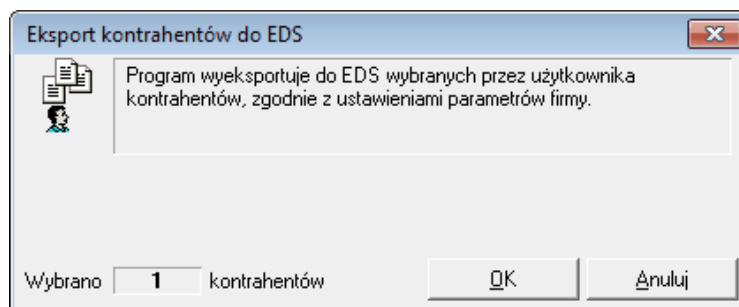 Eksport kontrahentów do EDS
Program wyeksportuje do EDS wybranych przez użytkownika
kontrahentów, zgodnie z ustawieniami parametrów firmy.
Wybrano 1 kontrahentów OK Anuluj